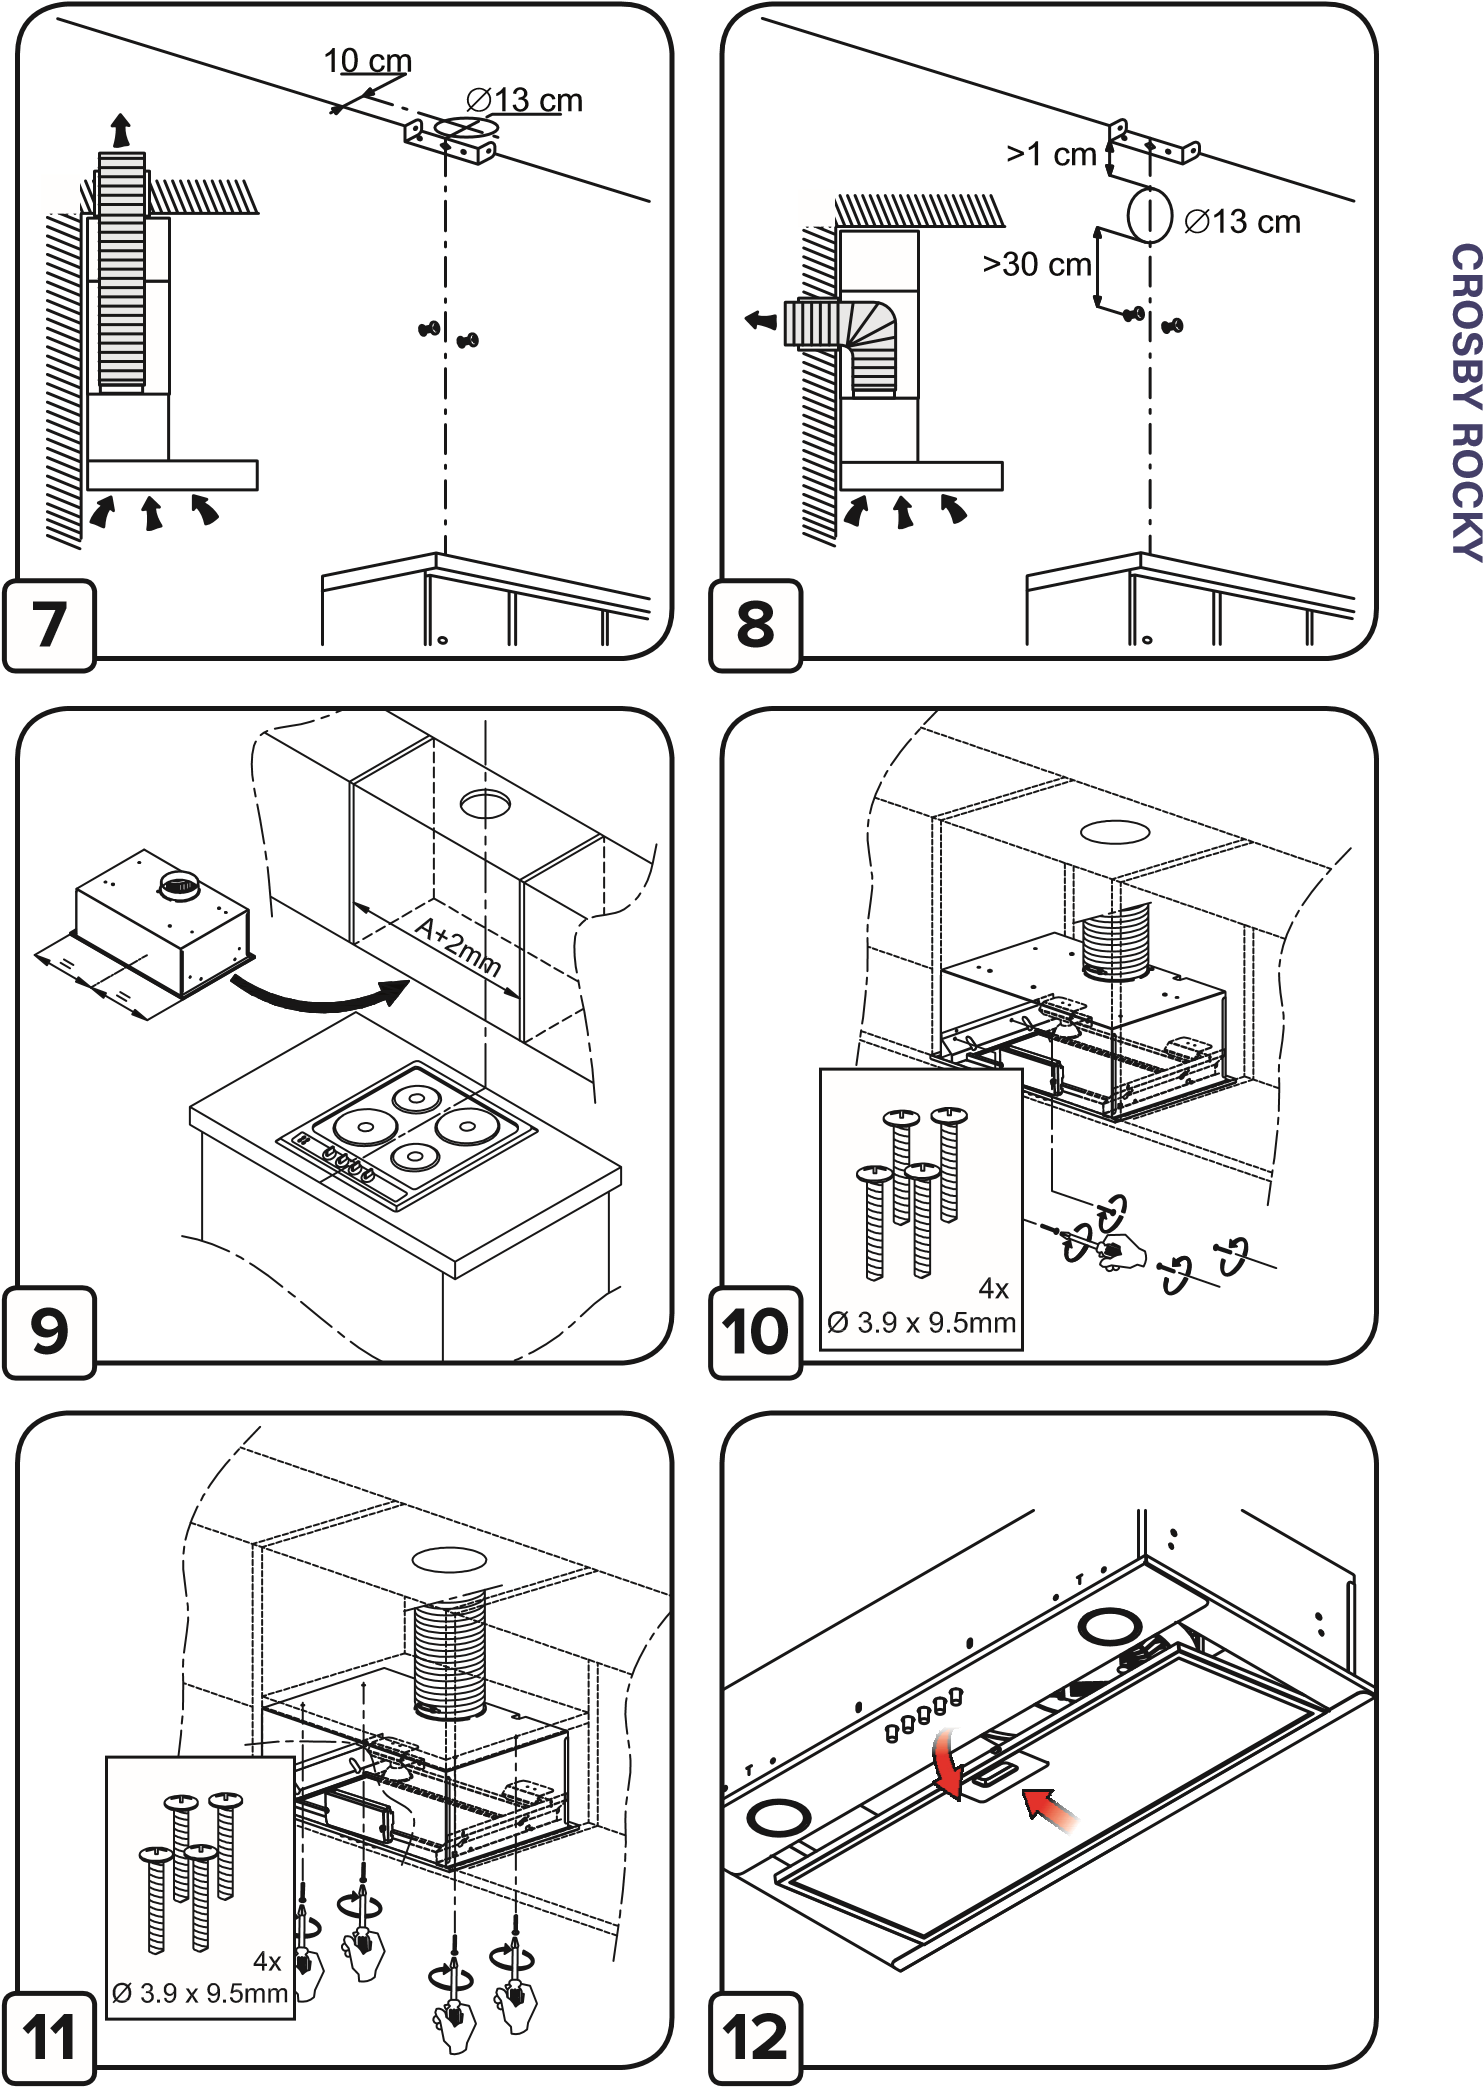 10 cm
∅13 cm
7
>1 cm
∅13 cm
>30 cm
8
CROSBY ROCKY
A+2mm
=
=
9
4x
Ø 3.9 x 9.5mm
10
4x
Ø 3.9 x 9.5mm
11
12